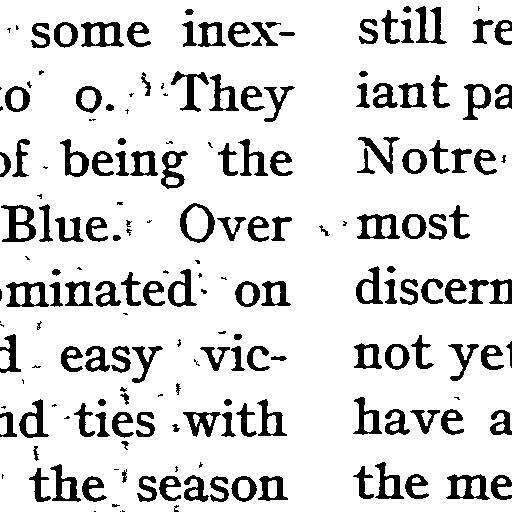 some inex-
to o. They
of being the
Blue. Over
ominated on
d easy vic-
nd ties with
the season
still re
iant pa
Notre
most
discern
not yet
have a
the me